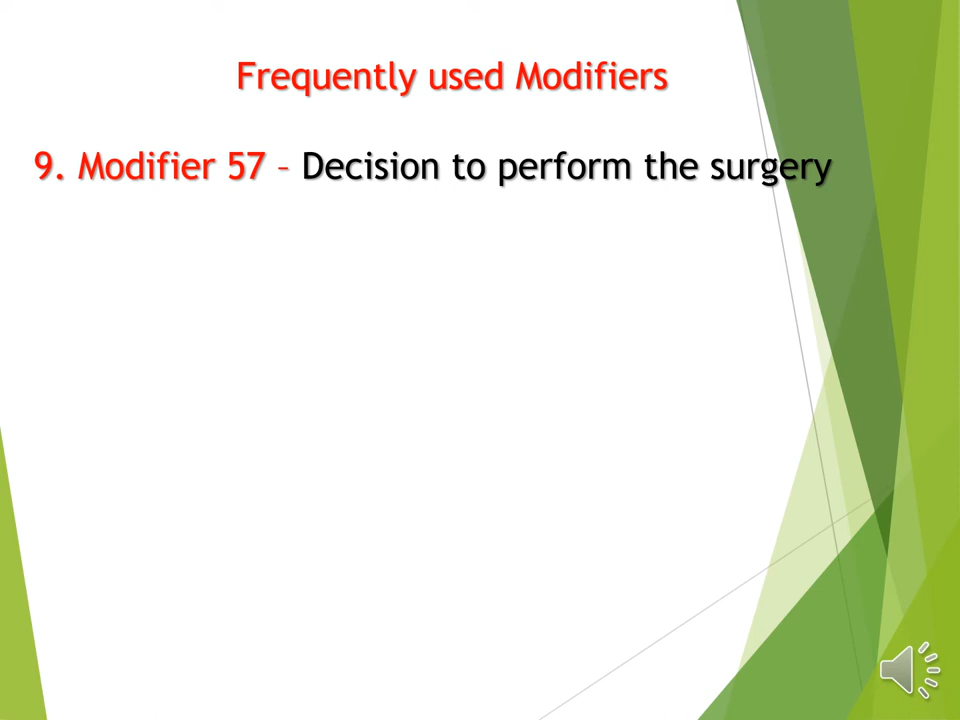 Frequently used Modifiers
9. Modifier 57 – Decision to perform the surgery